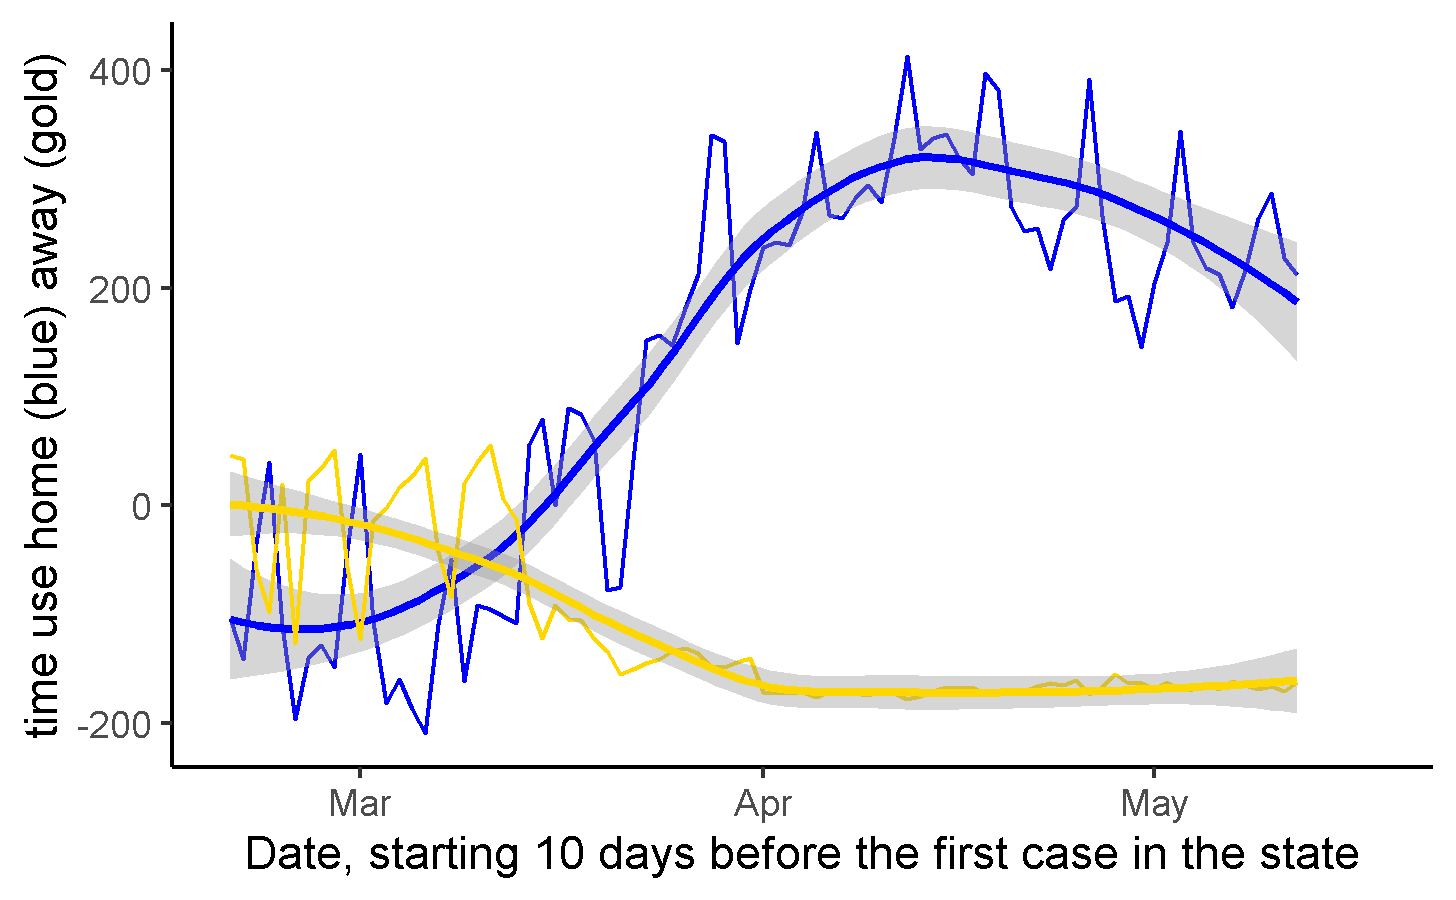 time use home (blue) away (gold)
400
200
0
-200
Mar Apr May
Date, starting 10 days before the first case in the state